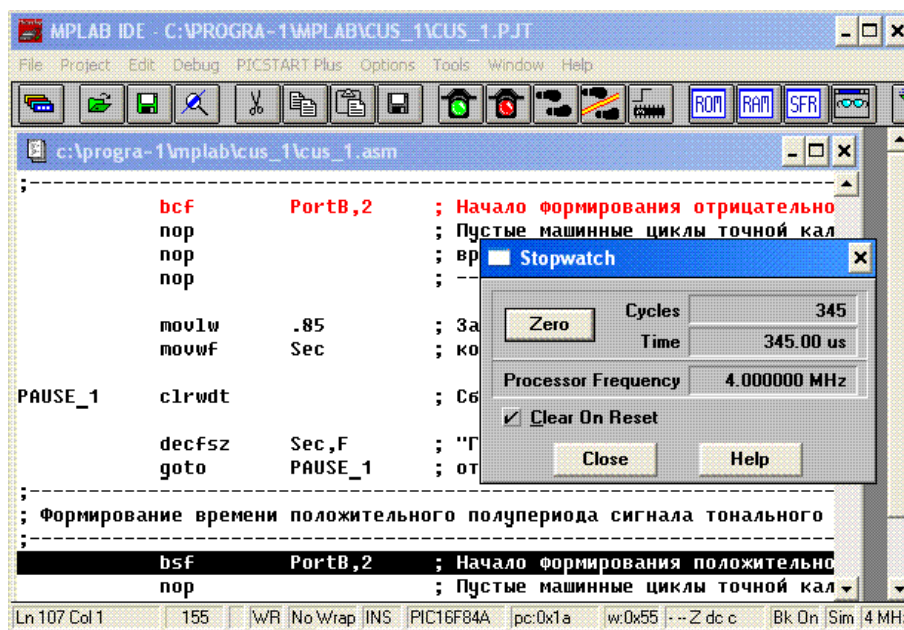 MPLAB IDE - C:\PROGRA~1\MPLAB\CUS_1\CUS_1.PJT
File Project Edit Debug PICSTART Plus Options Tools Window Help
ROM RAM SFR
c:\progra~1\mplab\cus_1\cus_1.asm
;---------------------------------------------------------------
bcf PortB,2 ; Начало формирования отрицательно
nop ; Пустые машинные циклы точной кал
nop ; вр
nop ; --
movlw .85 ; За
movwf Sec ; ко
PAUSE_1 clrwdt ; Сб
decfsz Sec,F ; "Г
goto PAUSE_1 ; от
;---------------------------------------------------------------
; Формирование времени положительного полупериода сигнала тонального
;---------------------------------------------------------------
bsf PortB,2 ; Начало формирования положительно
nop ; Пустые машинные циклы точной кал
Stopwatch
Zero
Cycles 345
Time 345.00 us
Processor Frequency 4.000000 MHz
Clear On Reset
Close Help
Ln 107 Col 1 155 WR No Wrap INS PIC16F84A pc:0x1a w:0x55 - -- Z dc c Bk On Sim 4 MH